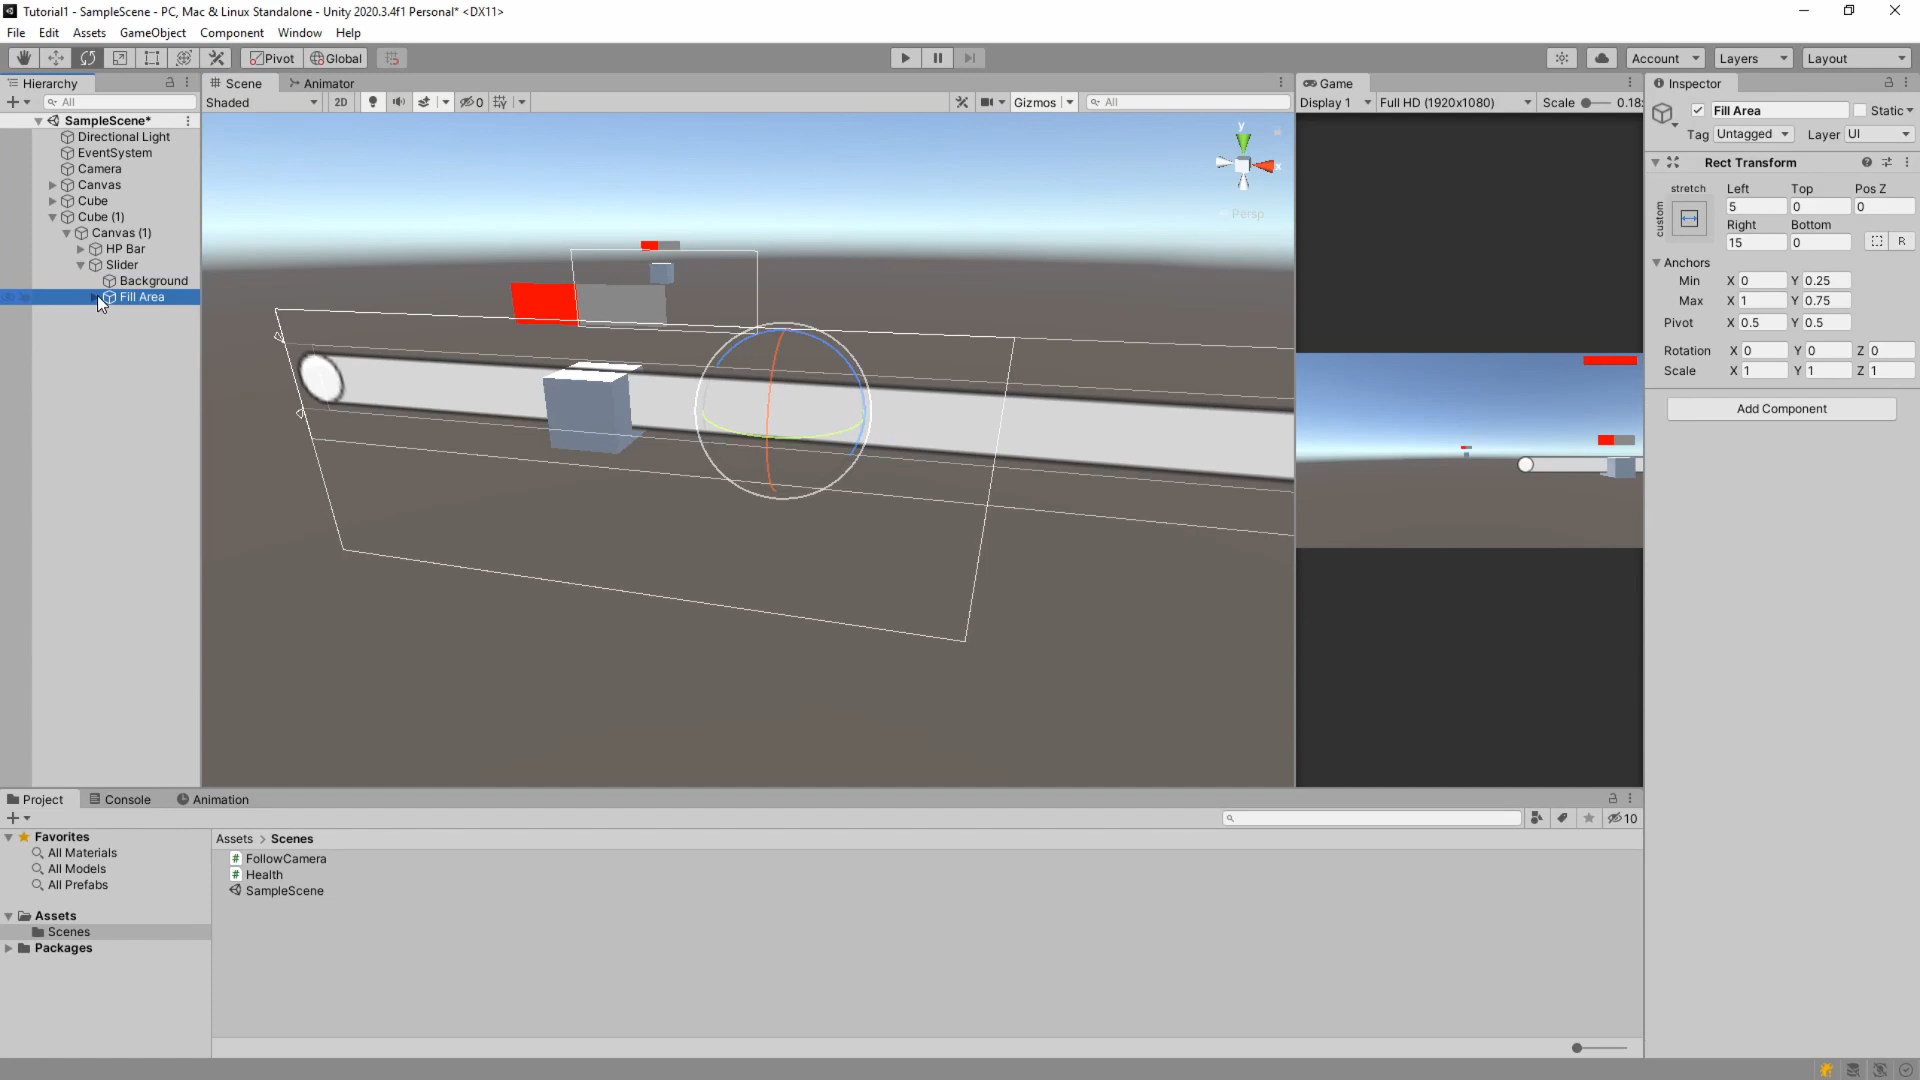 Tutorial1 - SampleScene - PC, Mac & Linux Standalone - Unity 2020.3.4f1 Personal* <DX11>
File Edit Assets GameObject Component Window Help
Pivot Global Account Layers Layout
Hierarchy
All
SampleScene*
Directional Light
EventSystem
Camera
Canvas
Cube
Cube (1)
Canvas (1)
HP Bar
Slider
Background
Fill Area
Scene Animator
Shaded 2D 0 Gizmos All
y
x
Persp
Game
Display 1 Full HD (1920x1080) Scale 0.18
Inspector
Fill Area Static
Tag Untagged Layer UI
Rect Transform
stretch Left Top Pos Z
custom 5 0 0
Right Bottom
15 0 R
Anchors
Min X 0 Y 0.25
Max X 1 Y 0.75
Pivot X 0.5 Y 0.5
Rotation X 0 Y 0 Z 0
Scale X 1 Y 1 Z 1
Add Component
Project Console Animation
10
Favorites
All Materials
All Models
All Prefabs
Assets
Scenes
Packages
Assets > Scenes
# FollowCamera
# Health
SampleScene